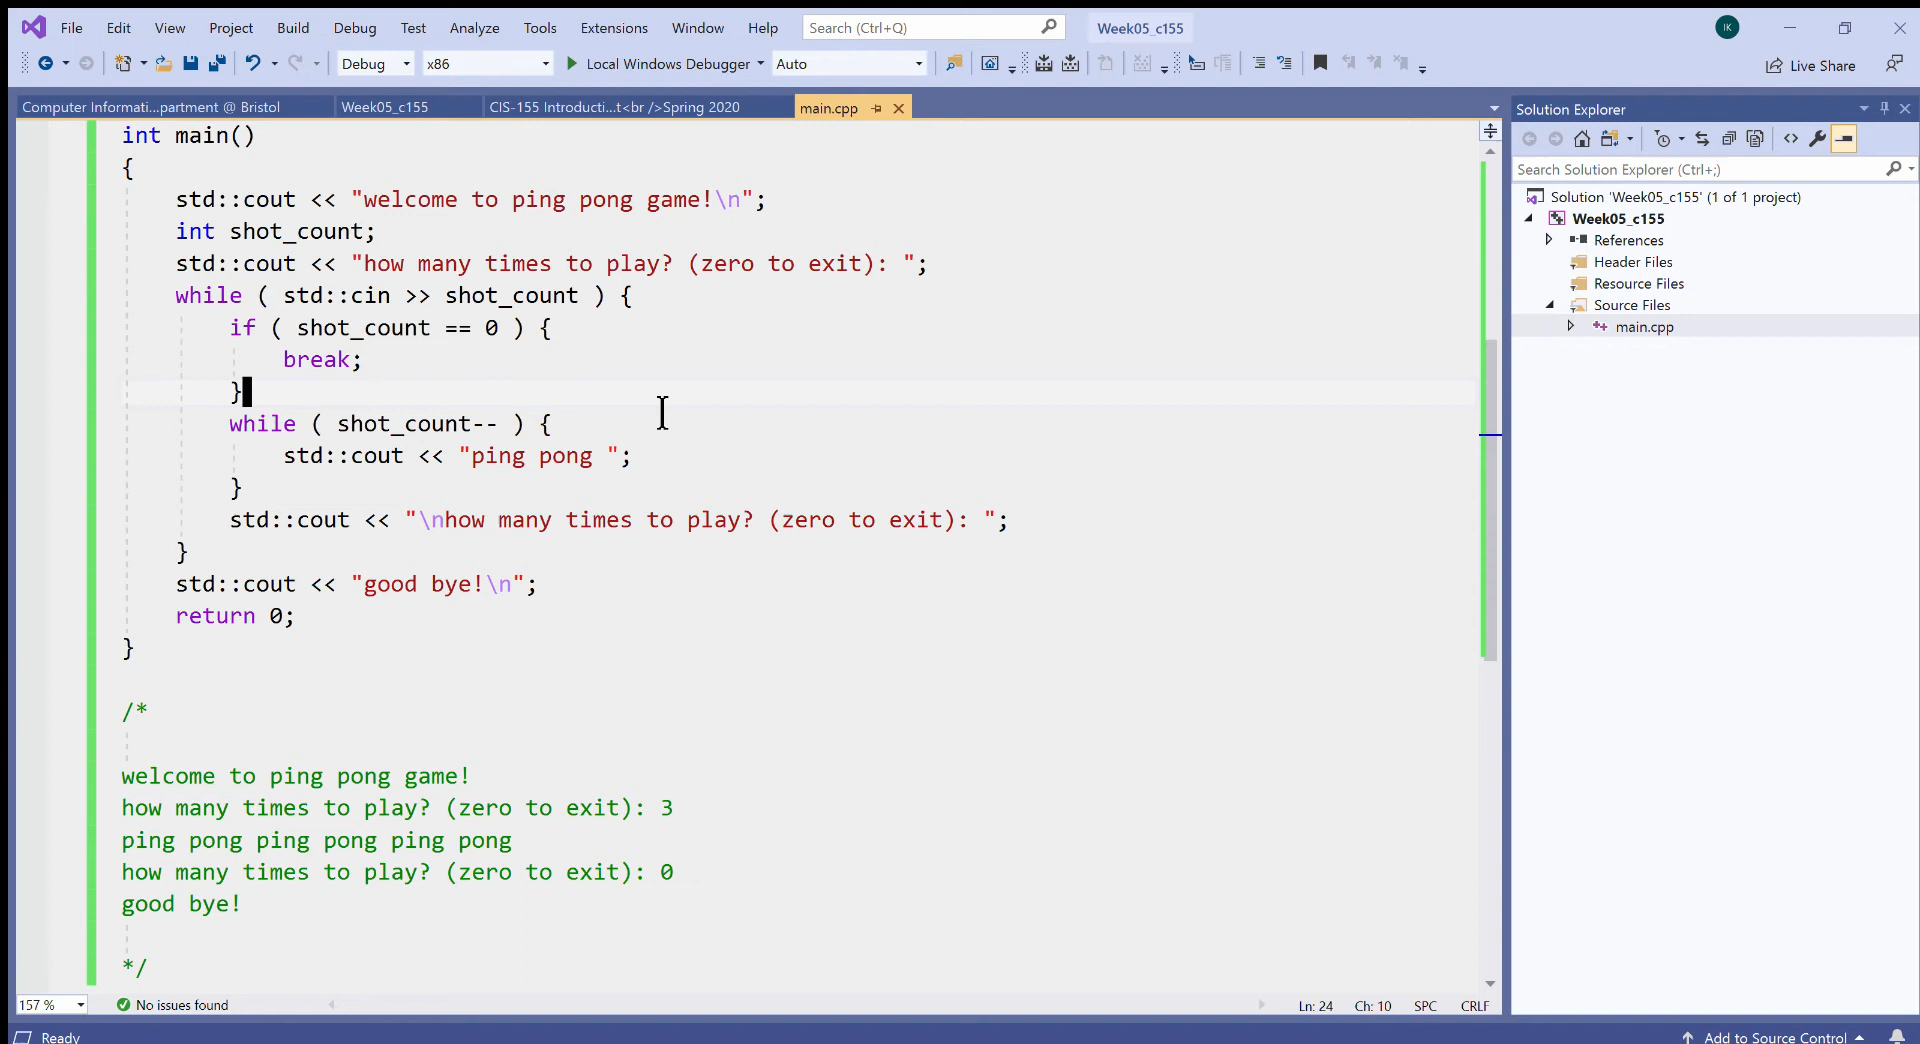 File Edit View Project Build Debug Test Analyze Tools Extensions Window Help Search (Ctrl+Q) Week05_c155 IK
Debug x86 Local Windows Debugger Auto Live Share
Computer Informati...partment @ Bristol Week05_c155 CIS-155 Introducti...t<br />Spring 2020 main.cpp
int main()
{
    std::cout << "welcome to ping pong game!\n";
    int shot_count;
    std::cout << "how many times to play? (zero to exit): ";
    while ( std::cin >> shot_count ) {
        if ( shot_count == 0 ) {
            break;
        }
        while ( shot_count-- ) {
            std::cout << "ping pong ";
        }
        std::cout << "\nhow many times to play? (zero to exit): ";
    }
    std::cout << "good bye!\n";
    return 0;
}
/*
welcome to ping pong game!
how many times to play? (zero to exit): 3
ping pong ping pong ping pong
how many times to play? (zero to exit): 0
good bye!
*/
157 % No issues found Ln: 24 Ch: 10 SPC CRLF
Solution Explorer
Search Solution Explorer (Ctrl+;)
Solution 'Week05_c155' (1 of 1 project)
Week05_c155
References
Header Files
Resource Files
Source Files
main.cpp
Ready Add to Source Control